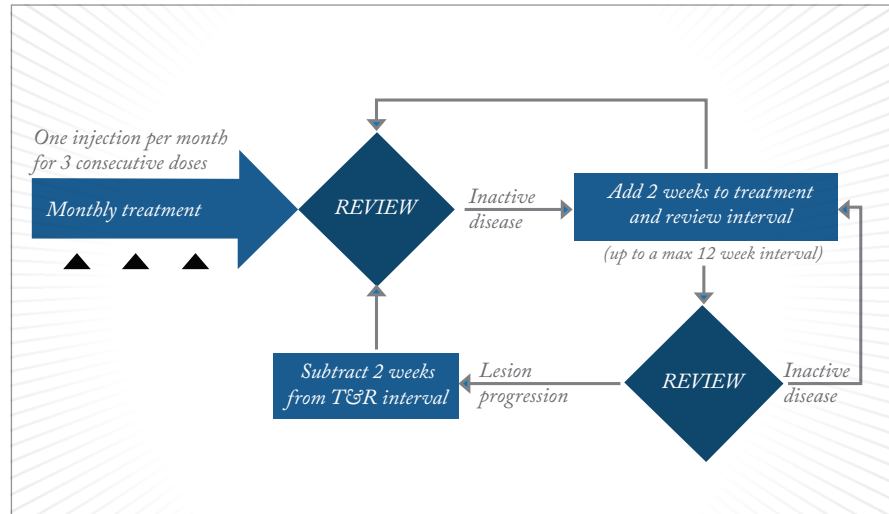 One injection per month
for 3 consecutive doses
Monthly treatment
REVIEW
Inactive
disease
Add 2 weeks to treatment
and review interval
(up to a max 12 week interval)
Subtract 2 weeks
from T&R interval
Lesion
progression
REVIEW
Inactive
disease